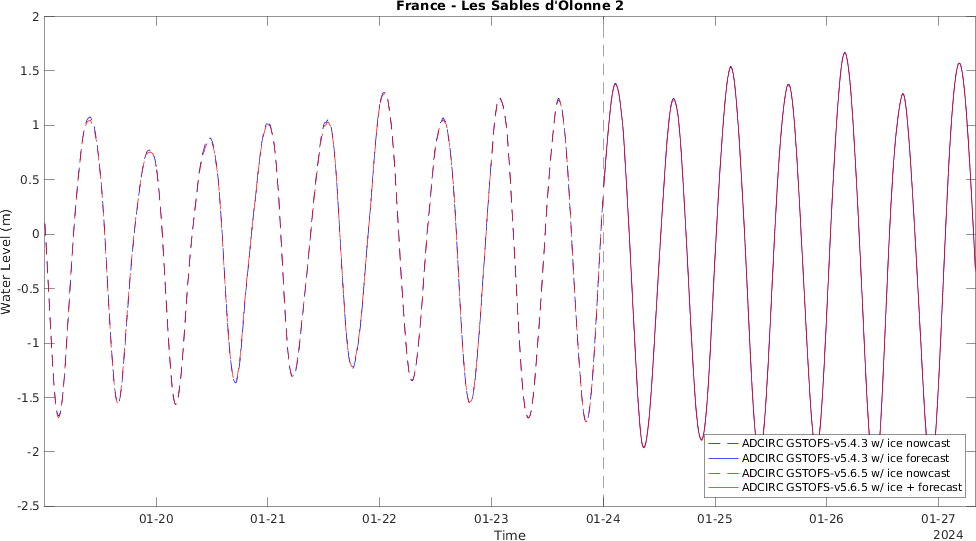 France - Les Sables d'Olonne 2
2
1.5
1
0.5
0
-0.5
-1
-1.5
-2
-2.5
Water Level (m)
ADCIRC GSTOFS-v5.4.3 w/ ice nowcast
ADCIRC GSTOFS-v5.4.3 w/ ice forecast
ADCIRC GSTOFS-v5.6.5 w/ ice nowcast
ADCIRC GSTOFS-v5.6.5 w/ ice + forecast
01-20 01-21 01-22 01-23 01-24 01-25 01-26 01-27
Time
2024